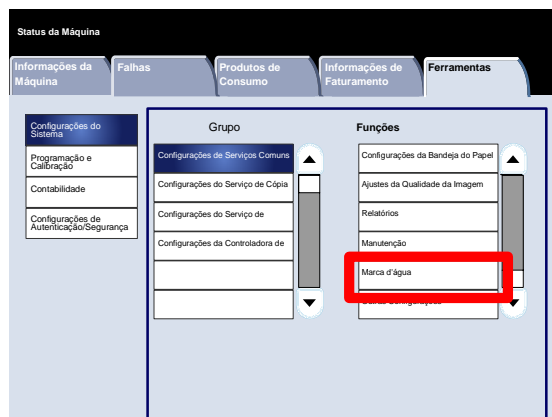 Status da Máquina
Informações da
Máquina
Falhas
Produtos de
Consumo
Informações de
Faturamento
Ferramentas
Configurações do
Sistema
Programação e
Calibração
Contabilidade
Configurações de
Autenticação/Segurança
Grupo
Configurações de Serviços Comuns
Configurações do Serviço de Cópia
Configurações do Serviço de
Configurações da Controladora de
Funções
Configurações da Bandeja do Papel
Ajustes da Qualidade da Imagem
Relatórios
Manutenção
Marca d'água
Outras Configurações